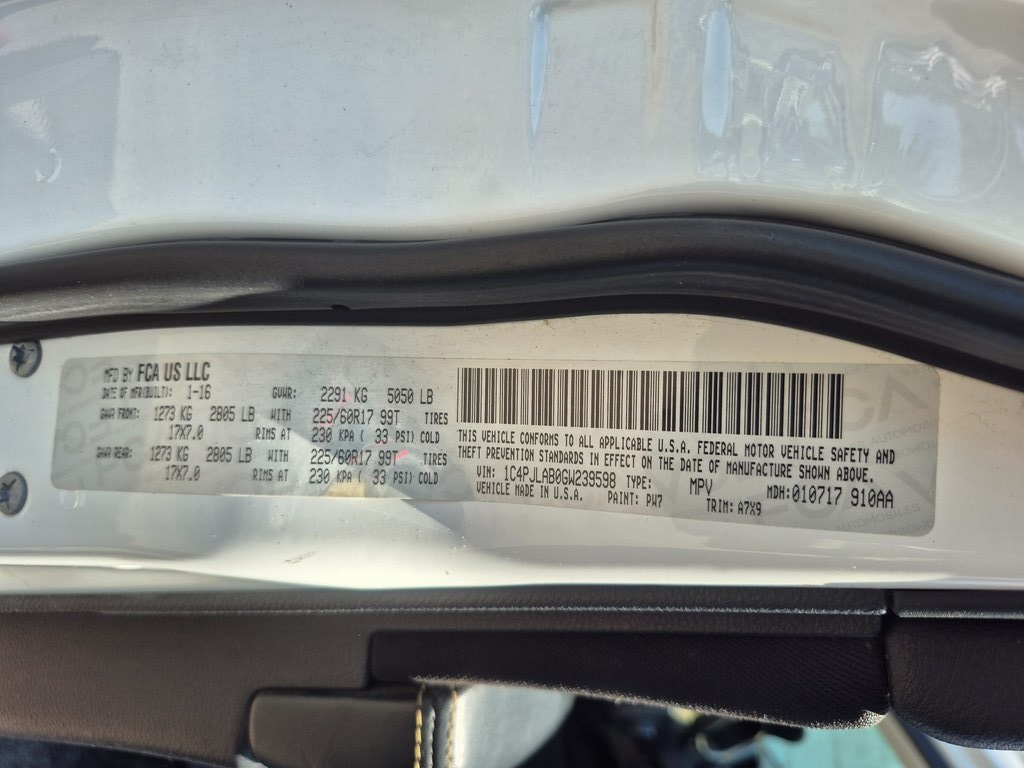 MFD BY FCA US LLC
DATE OF MFR(BUILT): 1-16 GVWR: 2291 KG 5050 LB
GAWR FRONT: 1273 KG 2805 LB WITH 225/60R17 99T TIRES
17X7.0 RIMS AT 230 KPA ( 33 PSI) COLD
GAWR REAR: 1273 KG 2805 LB WITH 225/60R17 99T TIRES
17X7.0 RIMS AT 230 KPA ( 33 PSI) COLD
THIS VEHICLE CONFORMS TO ALL APPLICABLE U.S.A. FEDERAL MOTOR VEHICLE SAFETY AND
THEFT PREVENTION STANDARDS IN EFFECT ON THE DATE OF MANUFACTURE SHOWN ABOVE.
VIN: 1C4PJLAB0GW239598 TYPE: MPV MDH: 010717 910AA
VEHICLE MADE IN U.S.A. PAINT: PW7 TRIM: A7X9